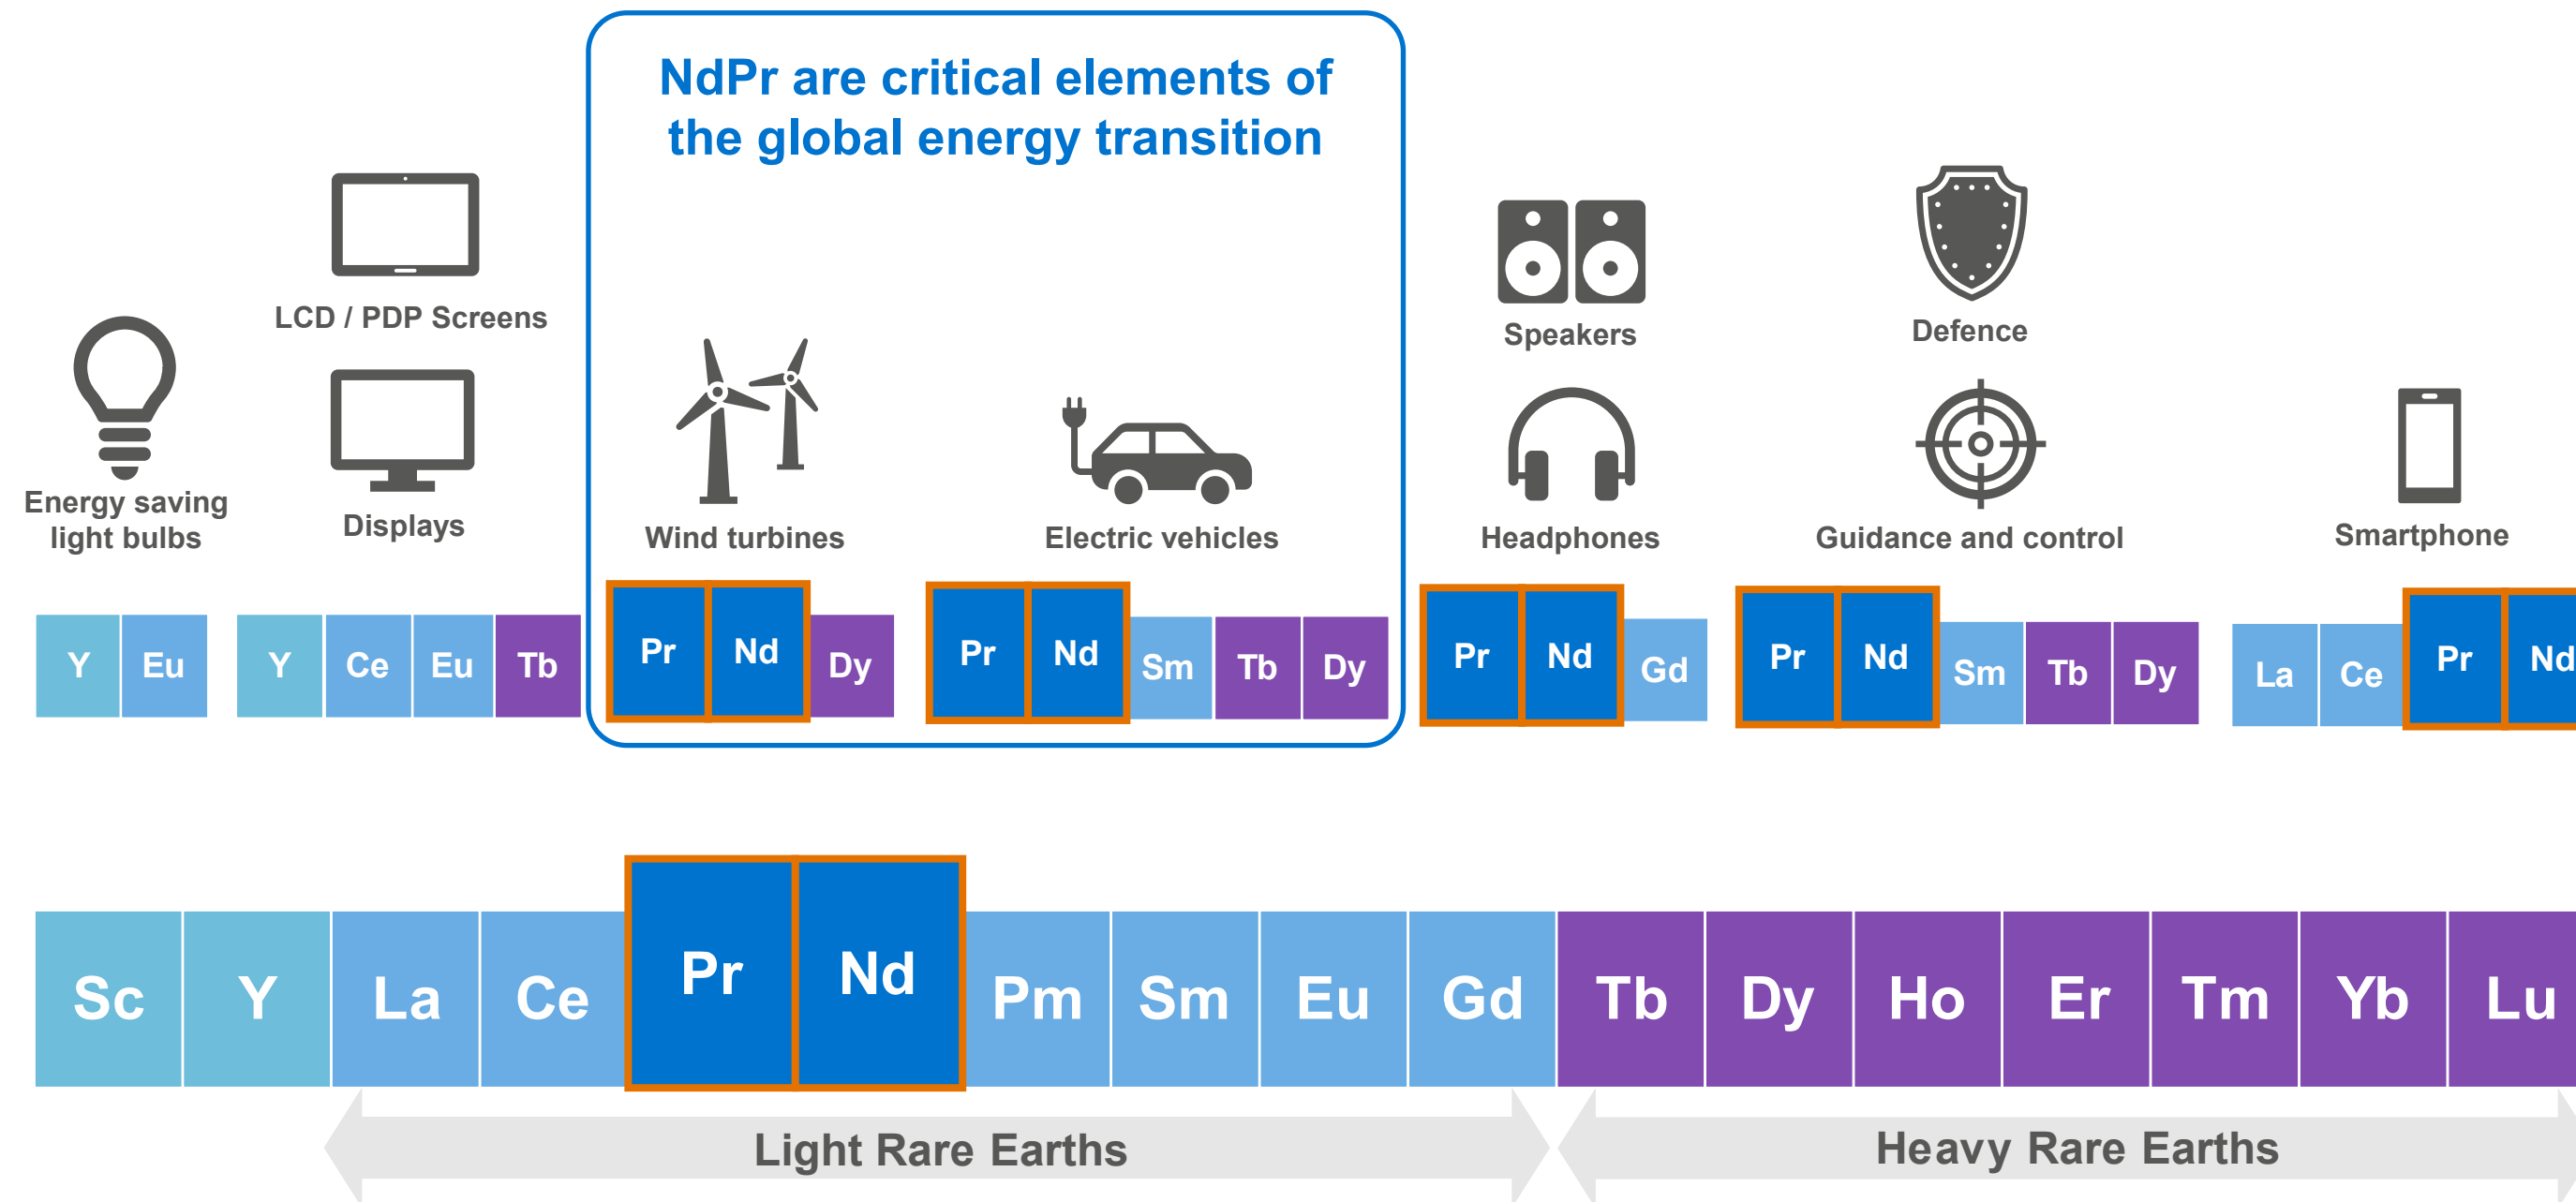 NdPr are critical elements of
the global energy transition
LCD / PDP Screens
Speakers
Defence
Energy saving
light bulbs
Displays
Wind turbines
Electric vehicles
Headphones
Guidance and control
Smartphone
Y Eu
Y Ce Eu Tb
Pr Nd Dy
Pr Nd Sm Tb Dy
Pr Nd Gd
Pr Nd Sm Tb Dy
La Ce Pr Nd
Sc Y La Ce Pr Nd Pm Sm Eu Gd Tb Dy Ho Er Tm Yb Lu
Light Rare Earths
Heavy Rare Earths